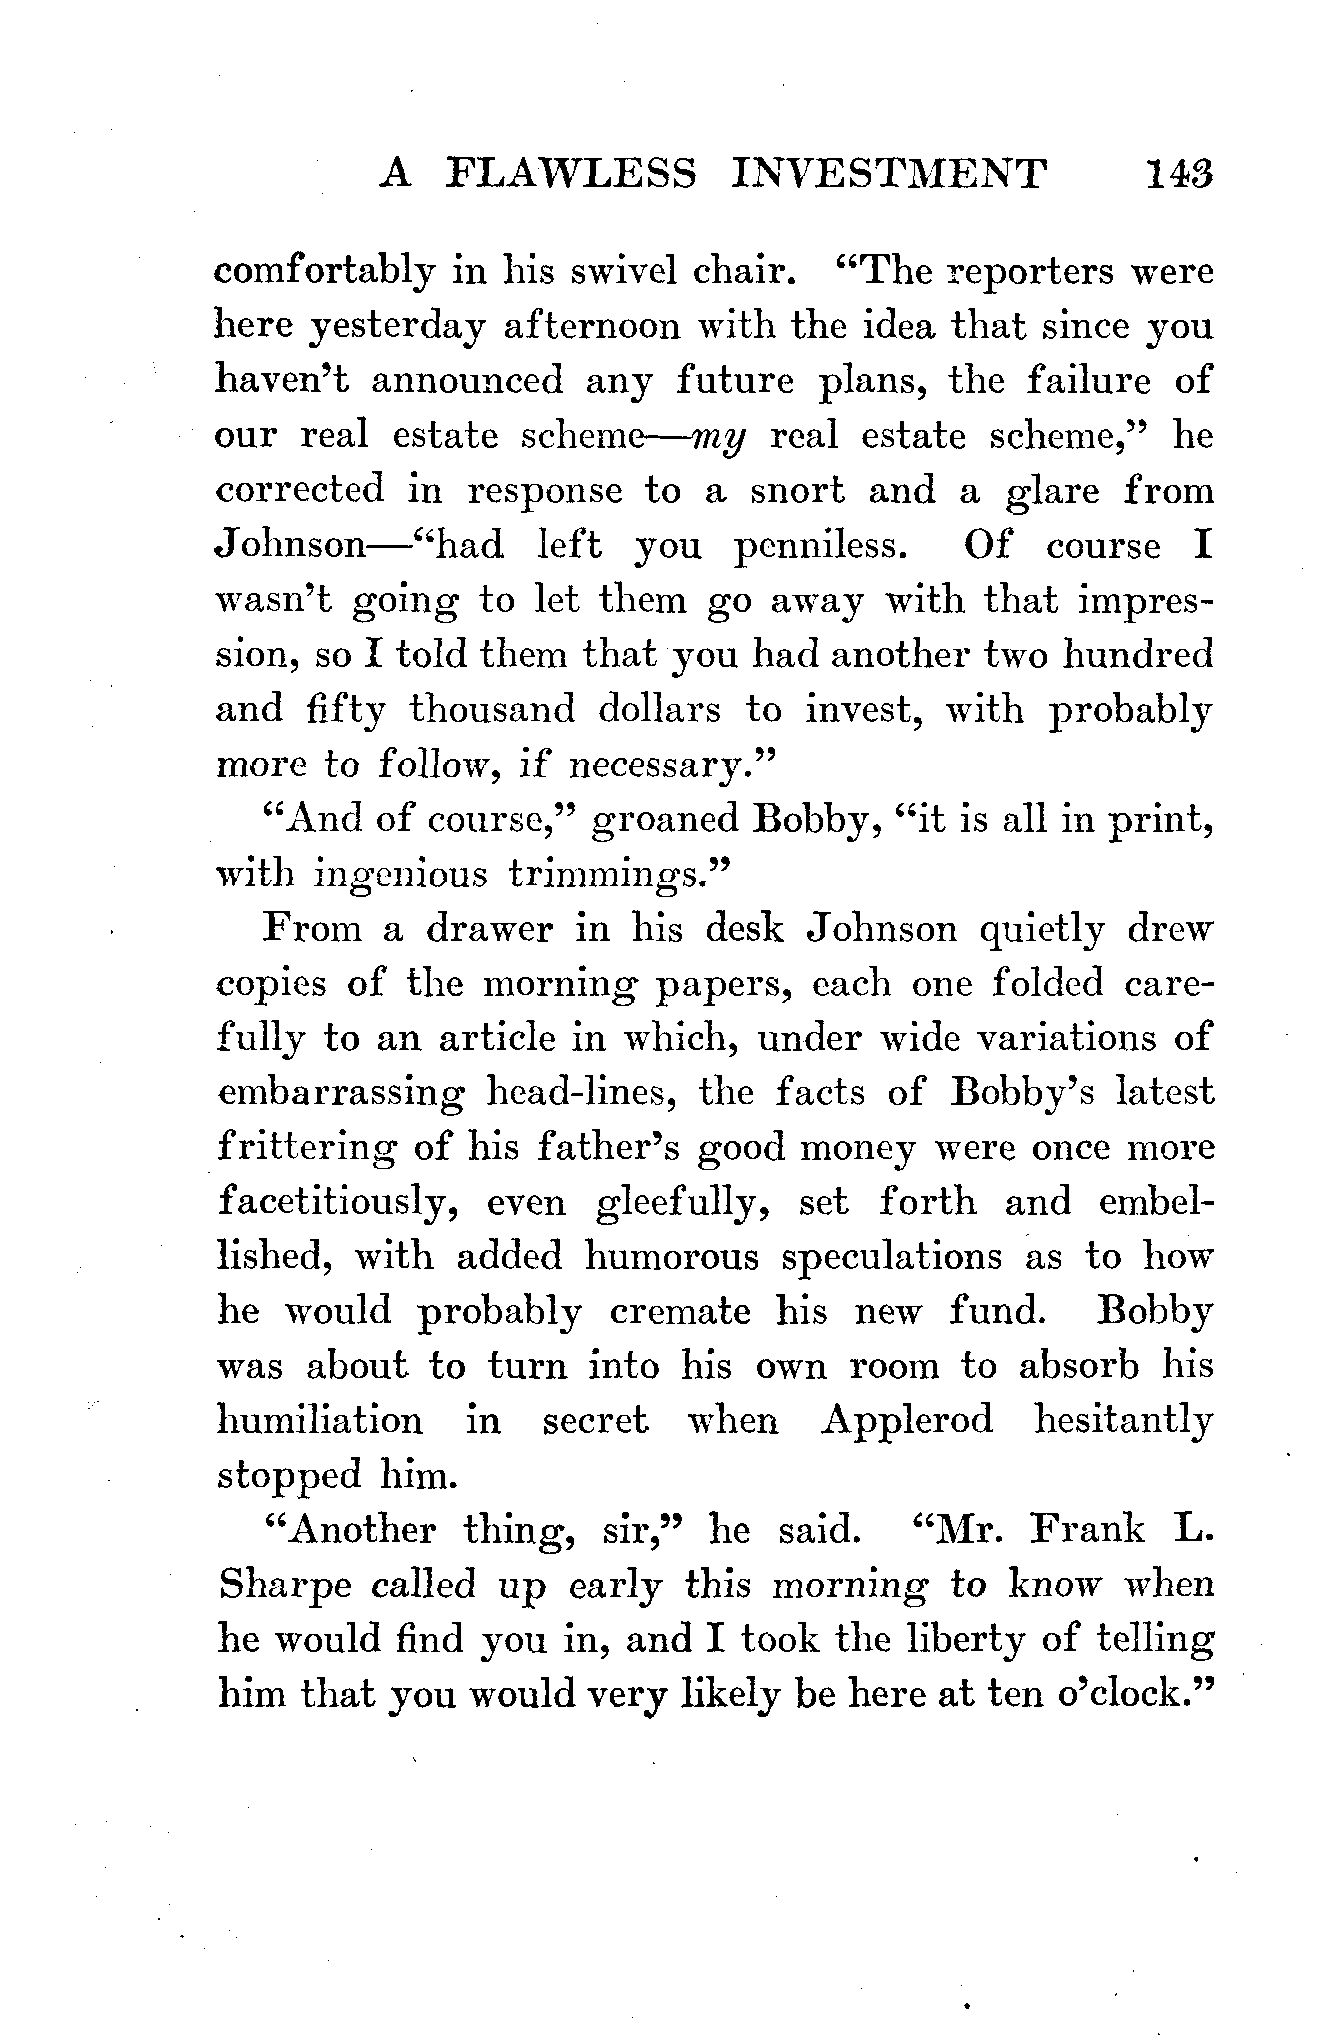 A FLAWLESS INVESTMENT 143
comfortably in his swivel chair. “The reporters were
here yesterday afternoon with the idea that since you
haven’t announced any future plans, the failure of
our real estate scheme—my real estate scheme,” he
corrected in response to a snort and a glare from
Johnson—“had left you penniless. Of course I
wasn’t going to let them go away with that impres-
sion, so I told them that you had another two hundred
and fifty thousand dollars to invest, with probably
more to follow, if necessary.”
“And of course,” groaned Bobby, “it is all in print,
with ingenious trimmings.”
From a drawer in his desk Johnson quietly drew
copies of the morning papers, each one folded care-
fully to an article in which, under wide variations of
embarrassing head-lines, the facts of Bobby’s latest
frittering of his father’s good money were once more
facetitiously, even gleefully, set forth and embel-
lished, with added humorous speculations as to how
he would probably cremate his new fund. Bobby
was about to turn into his own room to absorb his
humiliation in secret when Applerod hesitantly
stopped him.
“Another thing, sir,” he said. “Mr. Frank L.
Sharpe called up early this morning to know when
he would find you in, and I took the liberty of telling
him that you would very likely be here at ten o’clock.”